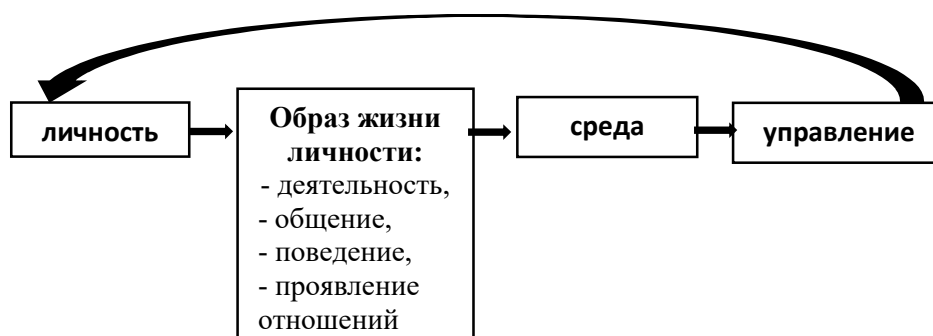 личность
Образ жизни
личности:
- деятельность,
- общение,
- поведение,
- проявление
отношений
среда
управление